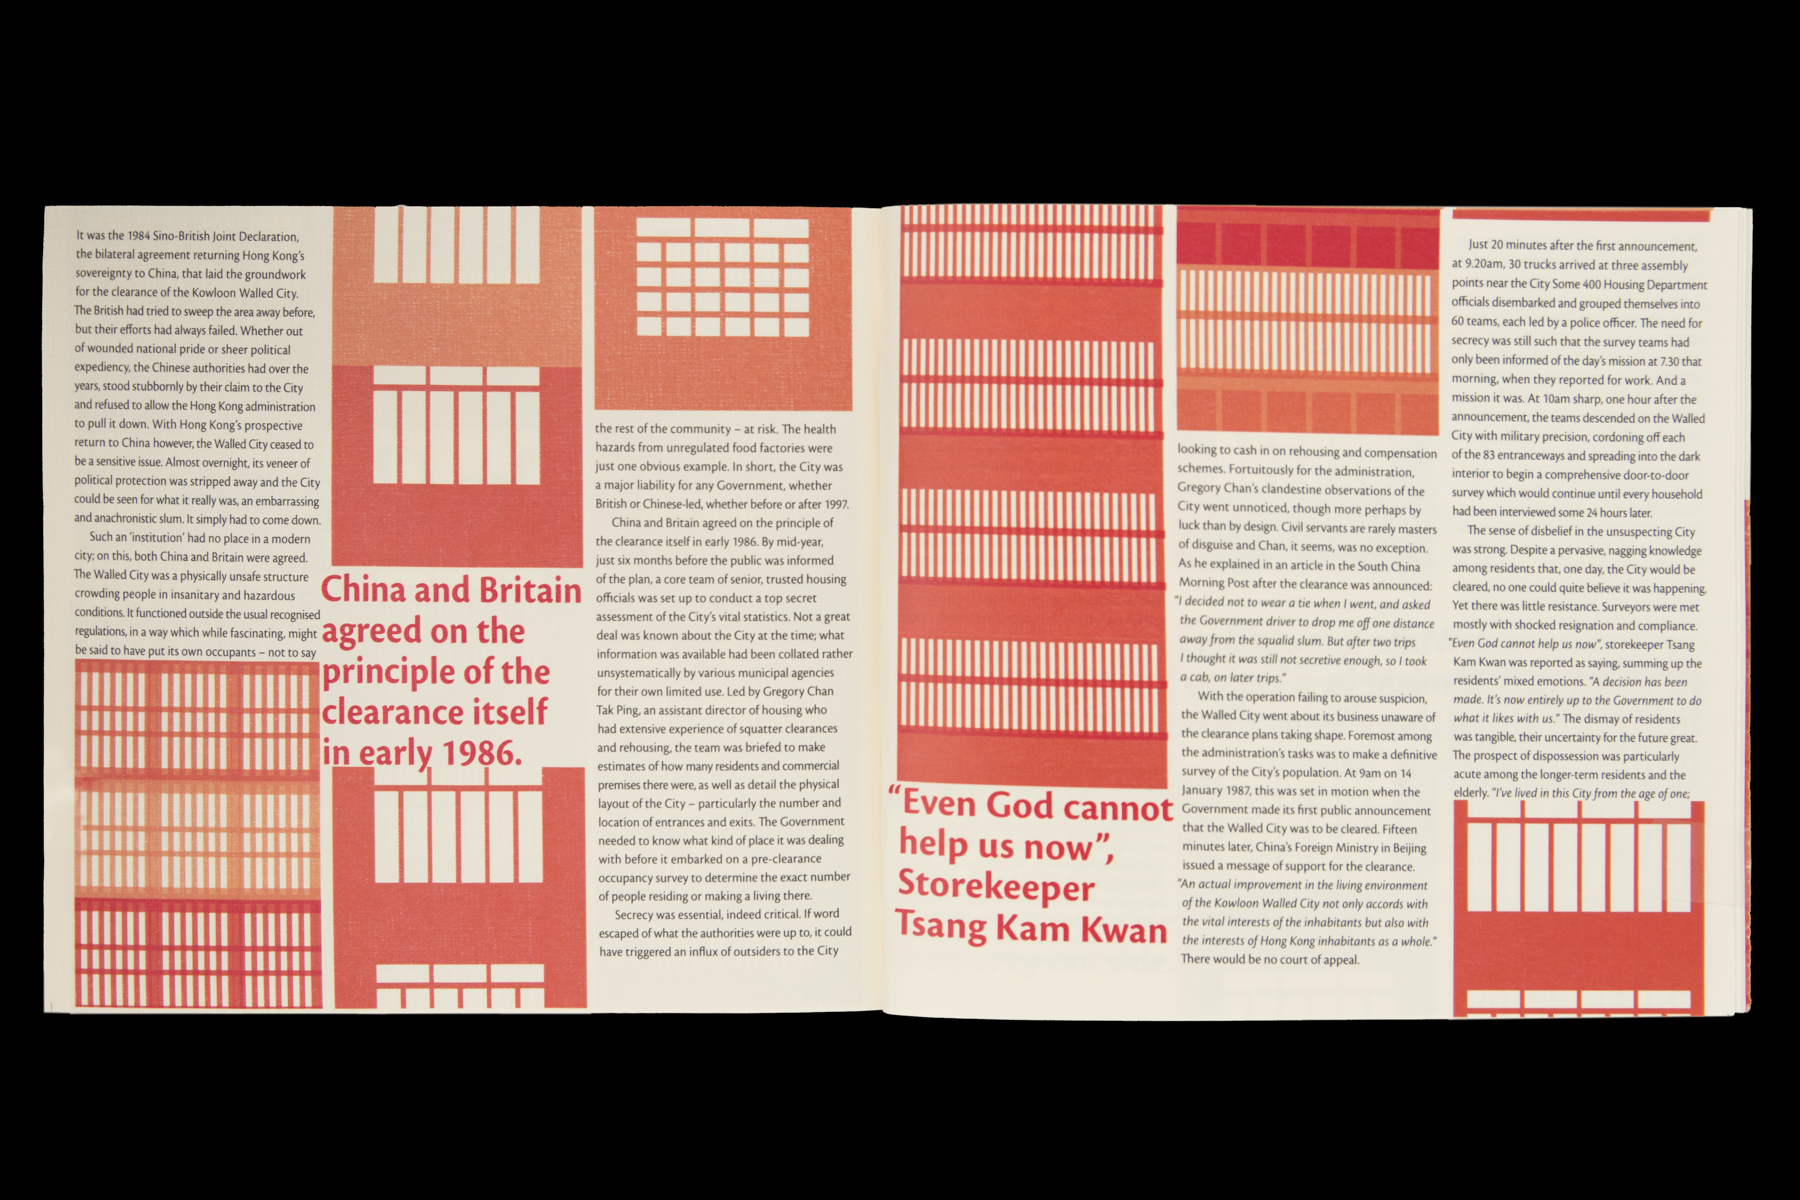 It was the 1984 Sino-British Joint Declaration,
the bilateral agreement returning Hong Kong's
sovereignty to China, that laid the groundwork
for the clearance of the Kowloon Walled City.
The British had tried to sweep the area away before,
but their efforts had always failed. Whether out
of wounded national pride or sheer political
expediency, the Chinese authorities had over the
years, stood stubbornly by their claim to the City
and refused to allow the Hong Kong administration
to pull it down. With Hong Kong's prospective
return to China however, the Walled City ceased to
be a sensitive issue. Almost overnight, its veneer of
political protection was stripped away and the City
could be seen for what it really was, an embarrassing
and anachronistic slum. It simply had to come down.
Such an 'institution' had no place in a modern
city; on this, both China and Britain were agreed.
The Walled City was a physically unsafe structure
crowding people in insanitary and hazardous
conditions. It functioned outside the usual recognised
regulations, in a way which while fascinating, might
be said to have put its own occupants – not to say
China and Britain
agreed on the
principle of the
clearance itself
in early 1986.
the rest of the community – at risk. The health
hazards from unregulated food factories were
just one obvious example. In short, the City was
a major liability for any Government, whether
British or Chinese-led, whether before or after 1997.
China and Britain agreed on the principle of
the clearance itself in early 1986. By mid-year,
just six months before the public was informed
of the plan, a core team of senior, trusted housing
officials was set up to conduct a top secret
assessment of the City's vital statistics. Not a great
deal was known about the City at the time; what
information was available had been collated rather
unsystematically by various municipal agencies
for their own limited use. Led by Gregory Chan
Tak Ping, an assistant director of housing who
had extensive experience of squatter clearances
and rehousing, the team was briefed to make
estimates of how many residents and commercial
premises there were, as well as detail the physical
layout of the City – particularly the number and
location of entrances and exits. The Government
needed to know what kind of place it was dealing
with before it embarked on a pre-clearance
occupancy survey to determine the exact number
of people residing or making a living there.
Secrecy was essential, indeed critical. If word
escaped of what the authorities were up to, it could
have triggered an influx of outsiders to the City
“Even God cannot
help us now”,
Storekeeper
Tsang Kam Kwan
looking to cash in on rehousing and compensation
schemes. Fortuitously for the administration,
Gregory Chan's clandestine observations of the
City went unnoticed, though more perhaps by
luck than by design. Civil servants are rarely masters
of disguise and Chan, it seems, was no exception.
As he explained in an article in the South China
Morning Post after the clearance was announced:
“I decided not to wear a tie when I went, and asked
the Government driver to drop me off one distance
away from the squalid slum. But after two trips
I thought it was still not secretive enough, so I took
a cab, on later trips.”
With the operation failing to arouse suspicion,
the Walled City went about its business unaware of
the clearance plans taking shape. Foremost among
the administration's tasks was to make a definitive
survey of the City's population. At 9am on 14
January 1987, this was set in motion when the
Government made its first public announcement
that the Walled City was to be cleared. Fifteen
minutes later, China's Foreign Ministry in Beijing
issued a message of support for the clearance.
“An actual improvement in the living environment
of the Kowloon Walled City not only accords with
the vital interests of the inhabitants but also with
the interests of Hong Kong inhabitants as a whole.”
There would be no court of appeal.
Just 20 minutes after the first announcement,
at 9.20am, 30 trucks arrived at three assembly
points near the City Some 400 Housing Department
officials disembarked and grouped themselves into
60 teams, each led by a police officer. The need for
secrecy was still such that the survey teams had
only been informed of the day's mission at 7.30 that
morning, when they reported for work. And a
mission it was. At 10am sharp, one hour after the
announcement, the teams descended on the Walled
City with military precision, cordoning off each
of the 83 entranceways and spreading into the dark
interior to begin a comprehensive door-to-door
survey which would continue until every household
had been interviewed some 24 hours later.
The sense of disbelief in the unsuspecting City
was strong. Despite a pervasive, nagging knowledge
among residents that, one day, the City would be
cleared, no one could quite believe it was happening.
Yet there was little resistance. Surveyors were met
mostly with shocked resignation and compliance.
“Even God cannot help us now”, storekeeper Tsang
Kam Kwan was reported as saying, summing up the
residents' mixed emotions. “A decision has been
made. It's now entirely up to the Government to do
what it likes with us.” The dismay of residents
was tangible, their uncertainty for the future great.
The prospect of dispossession was particularly
acute among the longer-term residents and the
elderly. “I've lived in this City from the age of one;